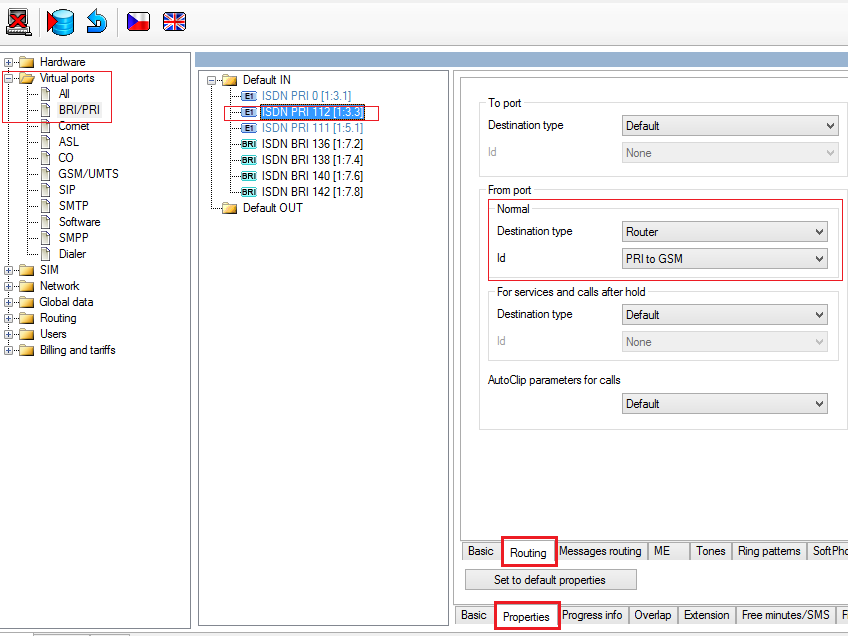 Hardware
Virtual ports
All
BRI/PRI
Cornet
ASL
CO
GSM/UMTS
SIP
SMTP
Software
SMPP
Dialer
SIM
Network
Global data
Routing
Users
Billing and tariffs
Default IN
E1 ISDN PRI 0 [1:3.1]
E1 ISDN PRI 112 [1:3.3]
E1 ISDN PRI 111 [1:5.1]
BRI ISDN BRI 136 [1:7.2]
BRI ISDN BRI 138 [1:7.4]
BRI ISDN BRI 140 [1:7.6]
BRI ISDN BRI 142 [1:7.8]
Default OUT
To port
Destination type Default
Id None
From port
Normal
Destination type Router
Id PRI to GSM
For services and calls after hold
Destination type Default
Id None
AutoClip parameters for calls
Default
Basic Routing Messages routing ME Tones Ring patterns SoftPho
Set to default properties
Basic Properties Progress info Overlap Extension Free minutes/SMS F